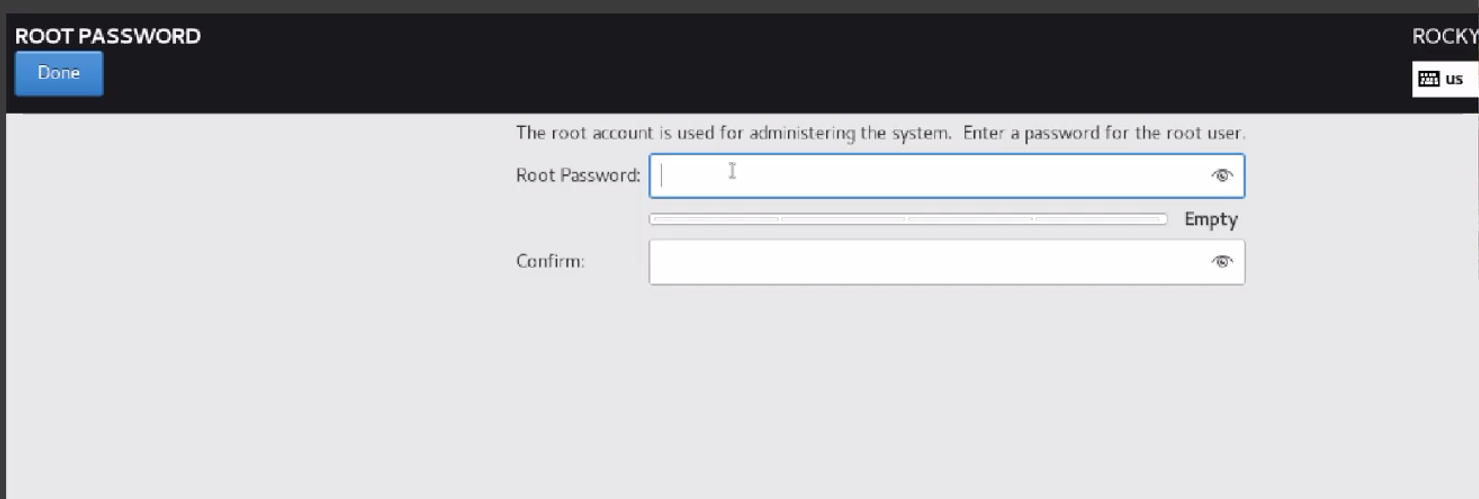 ROOT PASSWORD
ROCKY
Done
us
The root account is used for administering the system.  Enter a password for the root user.
Root Password:
Empty
Confirm: